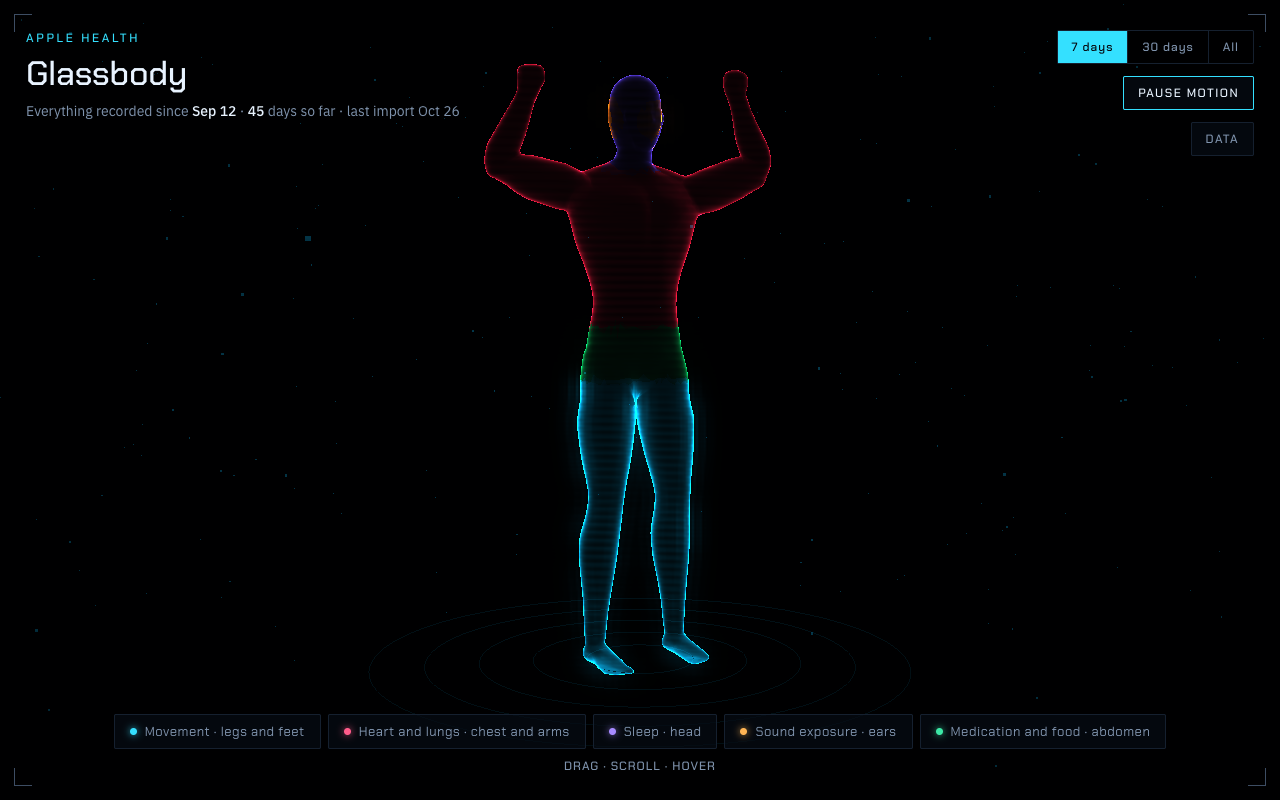 APPLE HEALTH
Glassbody
Everything recorded since Sep 12 · 45 days so far · last import Oct 26
7 days
30 days
All
PAUSE MOTION
DATA
Movement · legs and feet
Heart and lungs · chest and arms
Sleep · head
Sound exposure · ears
Medication and food · abdomen
DRAG · SCROLL · HOVER